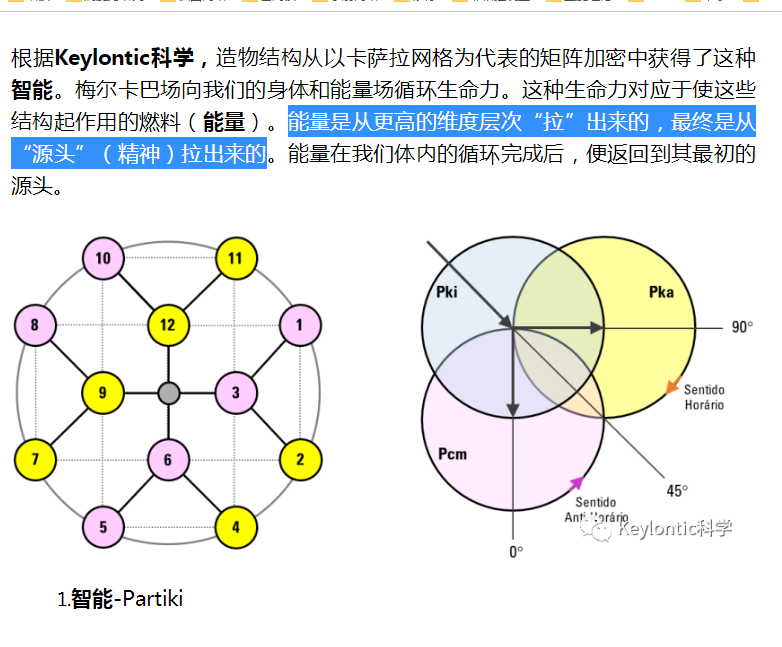 根据Keylontic科学，造物结构从以卡萨拉网格为代表的矩阵加密中获得了这种
智能。梅尔卡巴场向我们的身体和能量场循环生命力。这种生命力对应于使这些
结构起作用的燃料（能量）。能量是从更高的维度层次“拉”出来的，最终是从
“源头”（精神）拉出来的。能量在我们体内的循环完成后，便返回到其最初的
源头。
10
11
8
12
1
9
3
7
6
2
5
4
Pki
Pka
90°
Sentido
Horário
Pcm
45°
Sentido
Anti-Horário
Keylontic科学
0°
1.智能-Partiki